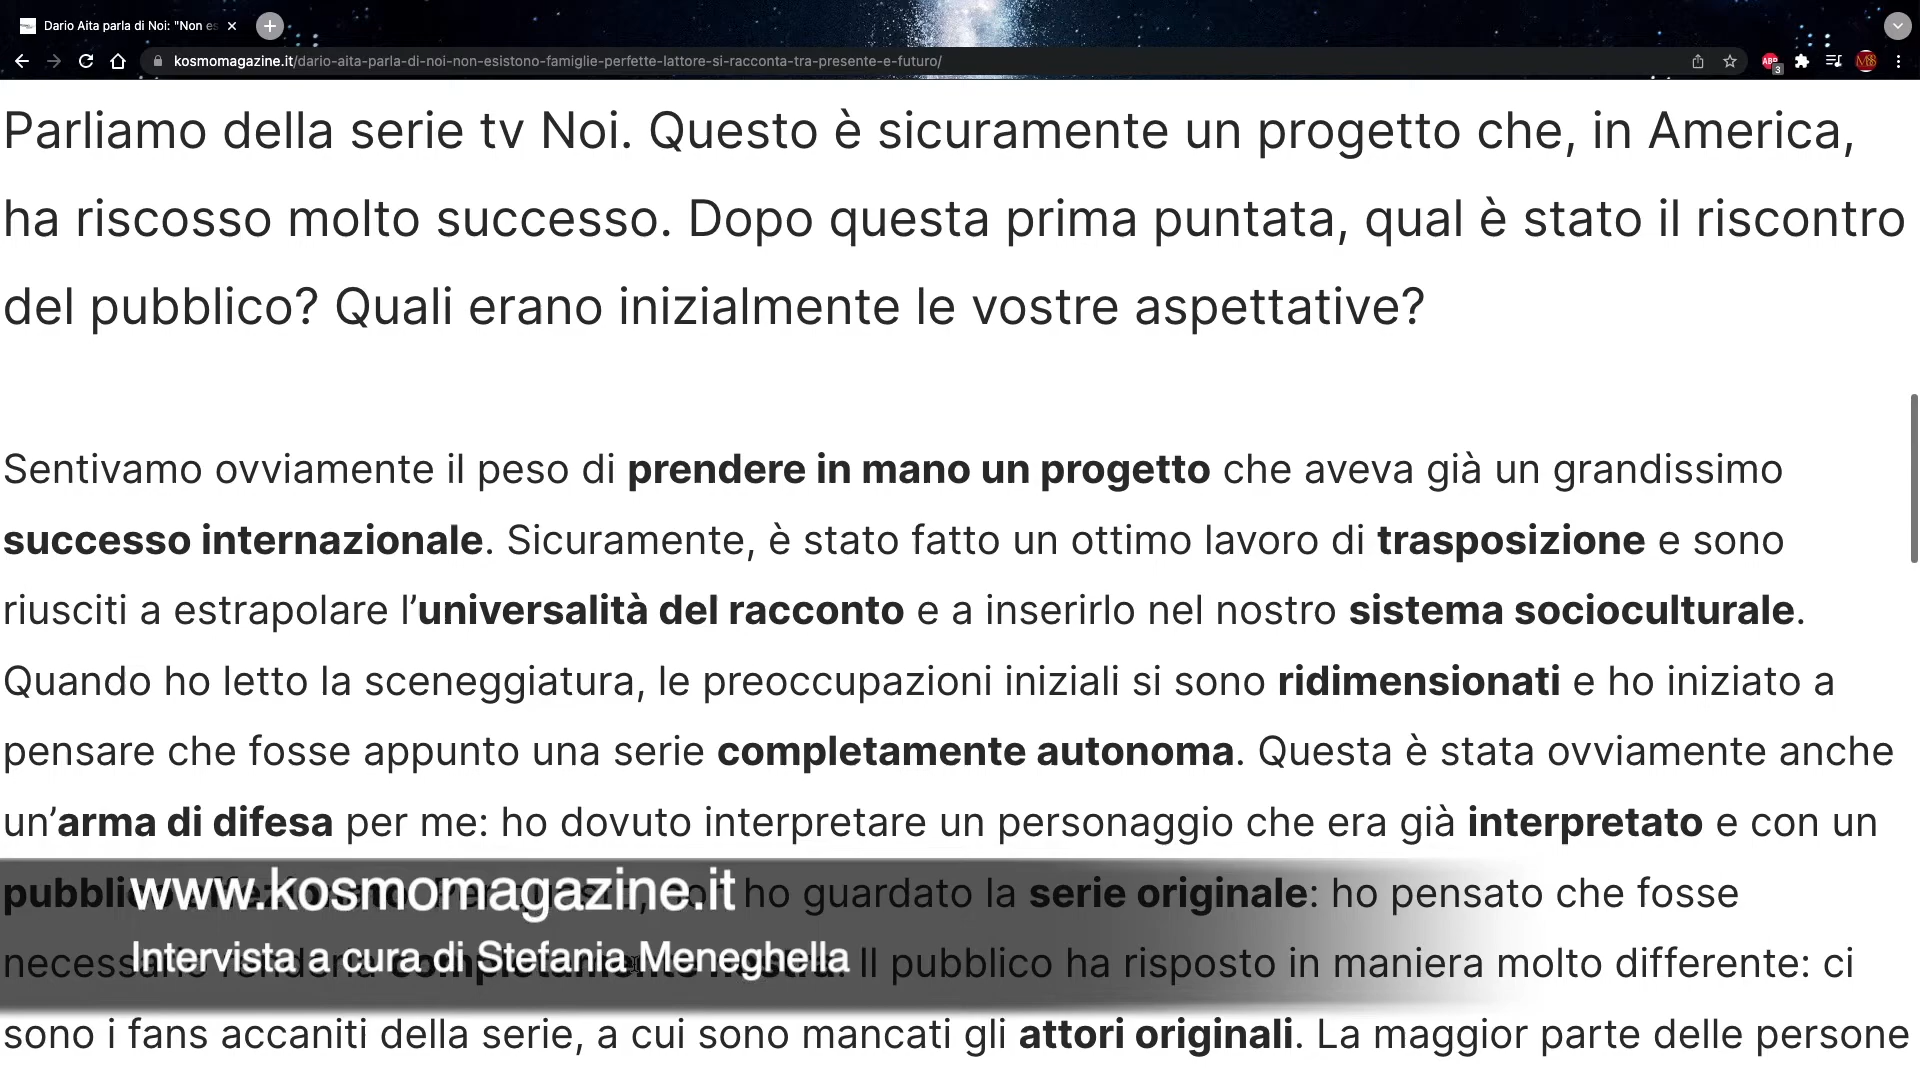 Dario Aita parla di Noi: "Non es
kosmomagazine.it/dario-aita-parla-di-noi-non-esistono-famiglie-perfette-lattore-si-racconta-tra-presente-e-futuro/
ABP
3
Parliamo della serie tv Noi. Questo è sicuramente un progetto che, in America,
ha riscosso molto successo. Dopo questa prima puntata, qual è stato il riscontro
del pubblico? Quali erano inizialmente le vostre aspettative?
Sentivamo ovviamente il peso di prendere in mano un progetto che aveva già un grandissimo
successo internazionale. Sicuramente, è stato fatto un ottimo lavoro di trasposizione e sono
riusciti a estrapolare l’universalità del racconto e a inserirlo nel nostro sistema socioculturale.
Quando ho letto la sceneggiatura, le preoccupazioni iniziali si sono ridimensionati e ho iniziato a
pensare che fosse appunto una serie completamente autonoma. Questa è stata ovviamente anche
un’arma di difesa per me: ho dovuto interpretare un personaggio che era già interpretato e con un
ho guardato la serie originale: ho pensato che fosse
www.kosmomagazine.it
Il pubblico ha risposto in maniera molto differente: ci
Intervista a cura di Stefania Meneghella
sono i fans accaniti della serie, a cui sono mancati gli attori originali. La maggior parte delle persone